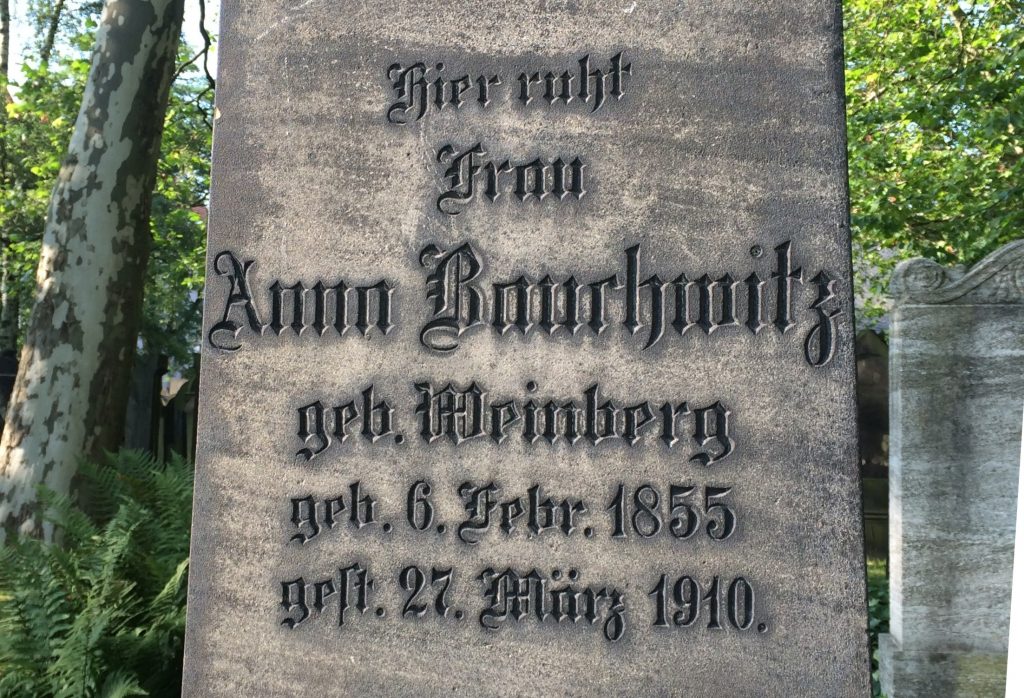 Hier ruht
Frau
Anna Bauchwitz
geb. Weinberg
geb. 6. Febr. 1855
geſt. 27. März 1910.